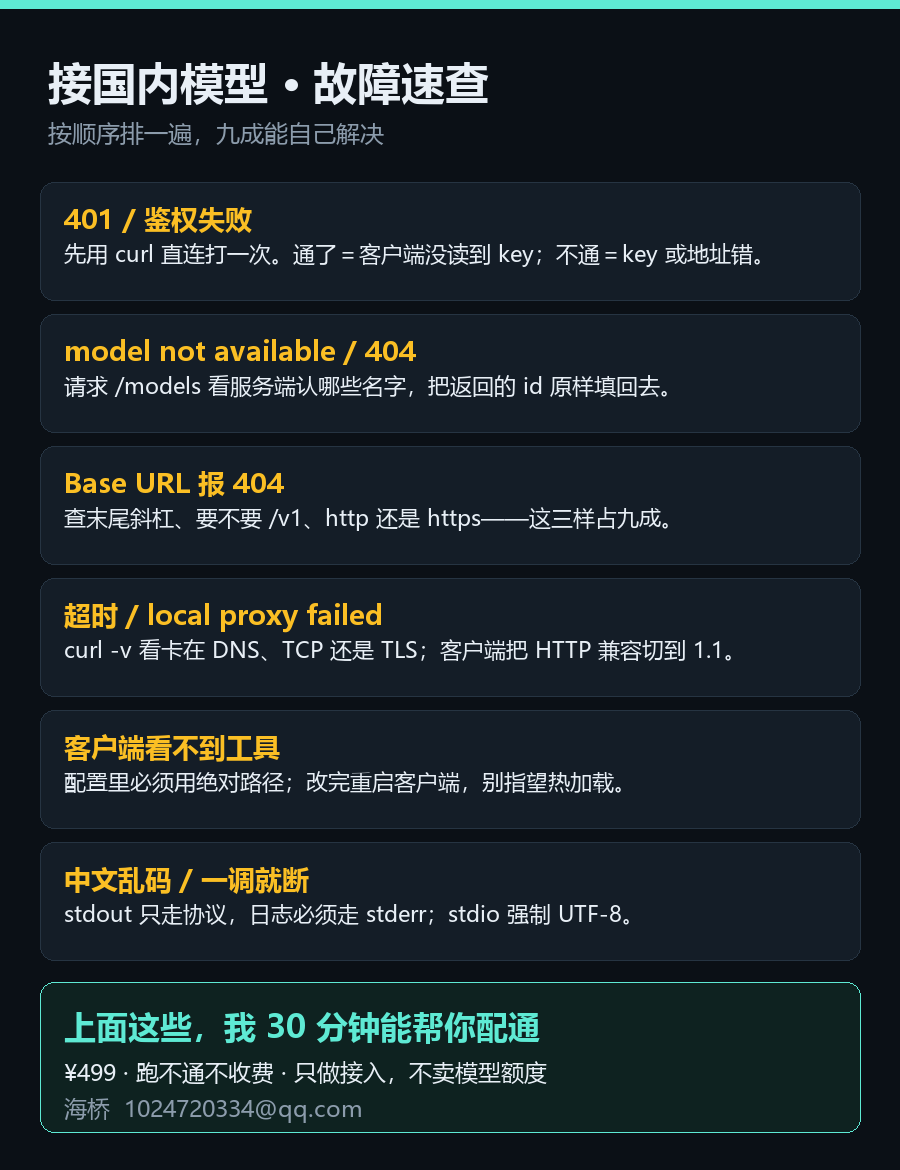 接国内模型 • 故障速查
按顺序排一遍，九成能自己解决
401 / 鉴权失败
先用 curl 直连打一次。通了＝客户端没读到 key；不通＝key 或地址错。
model not available / 404
请求 /models 看服务端认哪些名字，把返回的 id 原样填回去。
Base URL 报 404
查末尾斜杠、要不要 /v1、http 还是 https——这三样占九成。
超时 / local proxy failed
curl -v 看卡在 DNS、TCP 还是 TLS；客户端把 HTTP 兼容切到 1.1。
客户端看不到工具
配置里必须用绝对路径；改完重启客户端，别指望热加载。
中文乱码 / 一调就断
stdout 只走协议，日志必须走 stderr；stdio 强制 UTF-8。
上面这些，我 30 分钟能帮你配通
¥499 · 跑不通不收费 · 只做接入，不卖模型额度
海桥 1024720334@qq.com